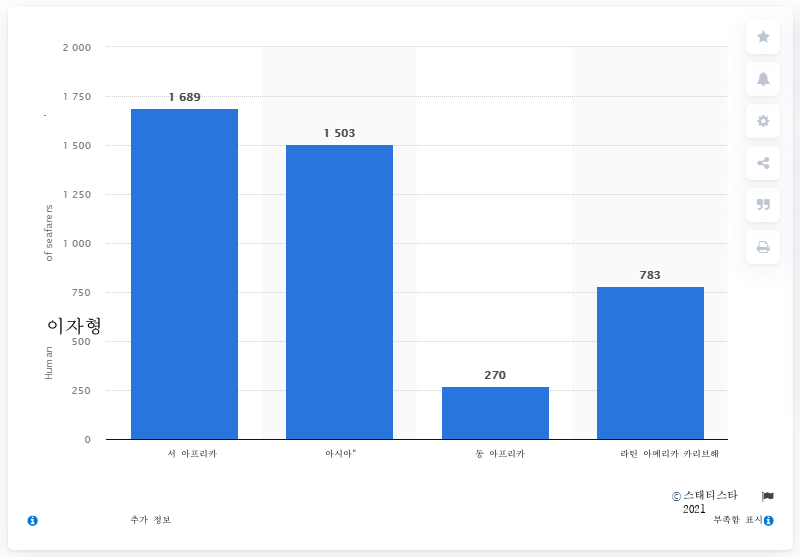 2 000
1 750
1 500
1 250
1 000
750
500
250
0
of seafarers
이자형
Human
1 689
1 503
270
783
서 아프리카
아시아"
동 아프리카
라틴 아메리카 카리브해
© 스태티스타
2021
추가 정보
부족함 표시